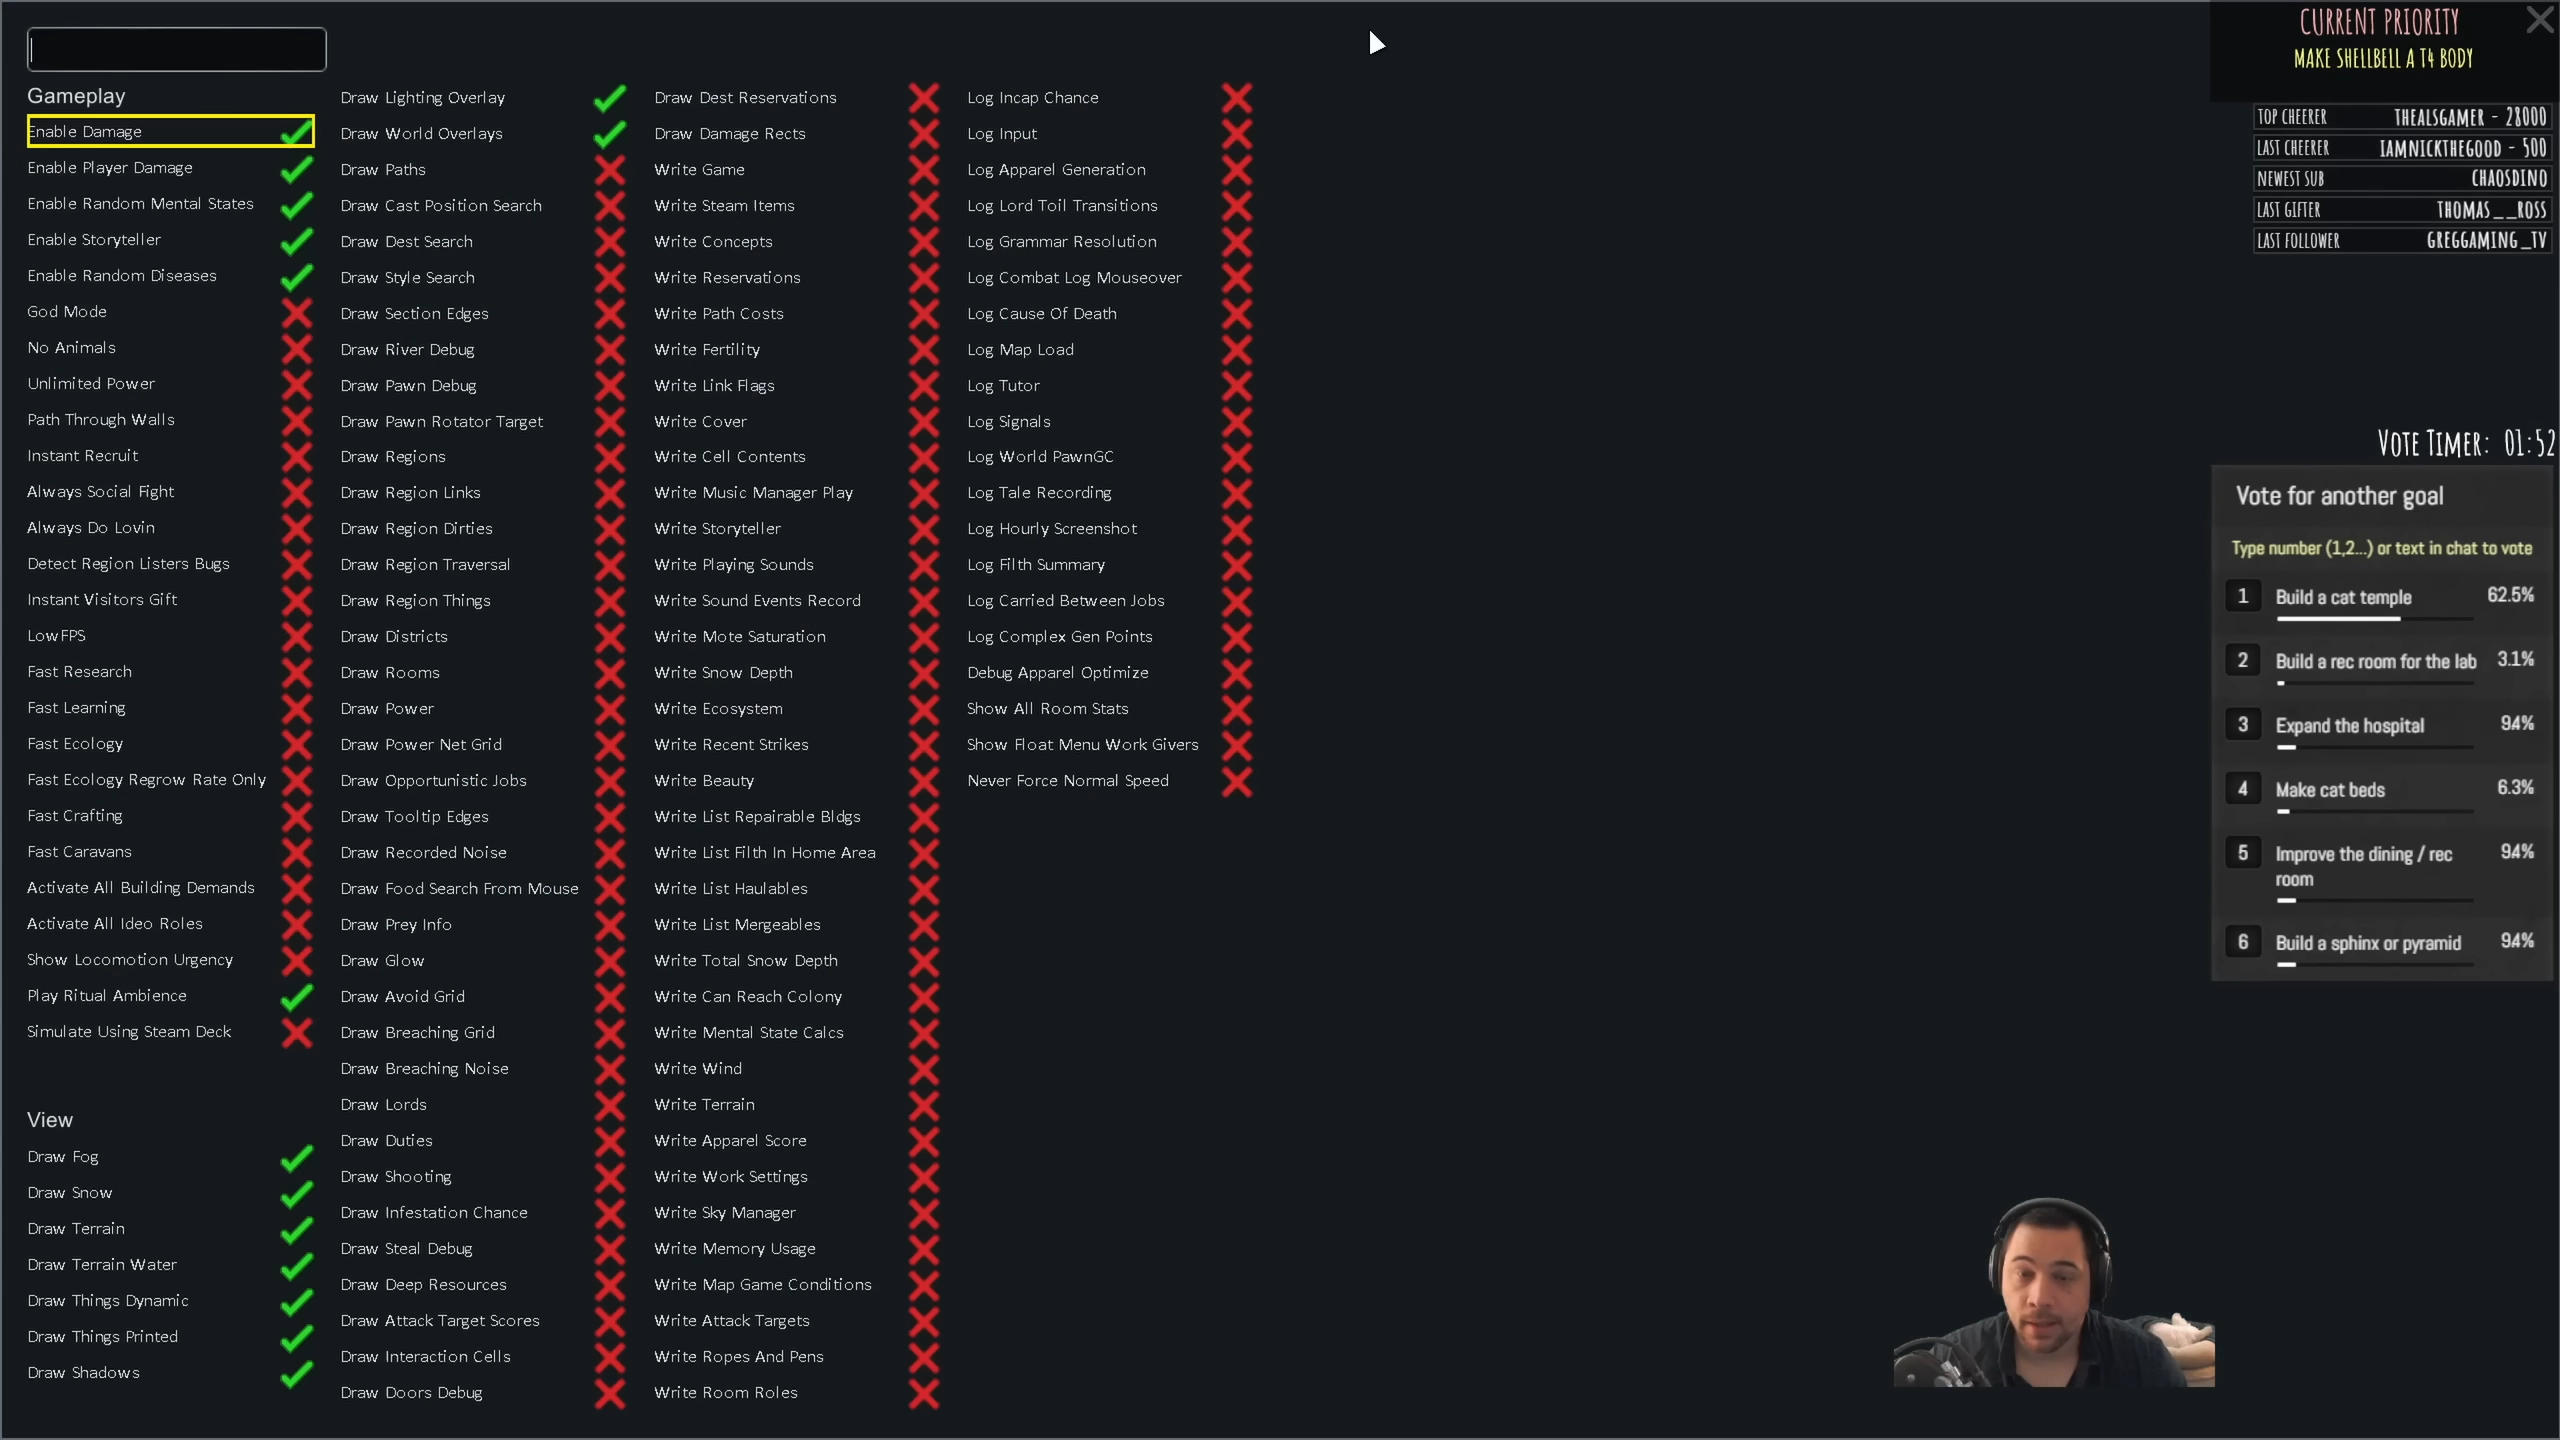 Gameplay
Enable Damage
Enable Player Damage
Enable Random Mental States
Enable Storyteller
Enable Random Diseases
God Mode
No Animals
Unlimited Power
Path Through Walls
Instant Recruit
Always Social Fight
Always Do Lovin
Detect Region Listers Bugs
Instant Visitors Gift
Low FPS
Fast Research
Fast Learning
Fast Ecology
Fast Ecology Regrow Rate Only
Fast Crafting
Fast Caravans
Activate All Building Demands
Activate All Ideo Roles
Show Locomotion Urgency
Play Ritual Ambience
Simulate Using Steam Deck
View
Draw Fog
Draw Snow
Draw Terrain
Draw Terrain Water
Draw Things Dynamic
Draw Things Printed
Draw Shadows
Draw Lighting Overlay
Draw World Overlays
Draw Paths
Draw Cast Position Search
Draw Dest Search
Draw Style Search
Draw Section Edges
Draw River Debug
Draw Pawn Debug
Draw Pawn Rotator Target
Draw Regions
Draw Region Links
Draw Region Dirties
Draw Region Traversal
Draw Region Things
Draw Districts
Draw Rooms
Draw Power
Draw Power Net Grid
Draw Opportunistic Jobs
Draw Tooltip Edges
Draw Recorded Noise
Draw Food Search From Mouse
Draw Prey Info
Draw Glow
Draw Avoid Grid
Draw Breaching Grid
Draw Breaching Noise
Draw Lords
Draw Duties
Draw Shooting
Draw Infestation Chance
Draw Steal Debug
Draw Deep Resources
Draw Attack Target Scores
Draw Interaction Cells
Draw Doors Debug
Draw Dest Reservations
Draw Damage Rects
Write Game
Write Steam Items
Write Concepts
Write Reservations
Write Path Costs
Write Fertility
Write Link Flags
Write Cover
Write Cell Contents
Write Music Manager Play
Write Storyteller
Write Playing Sounds
Write Sound Events Record
Write Mote Saturation
Write Snow Depth
Write Ecosystem
Write Recent Strikes
Write Beauty
Write List Repairable Bldgs
Write List Filth In Home Area
Write List Haulables
Write List Mergeables
Write Total Snow Depth
Write Can Reach Colony
Write Mental State Calcs
Write Wind
Write Terrain
Write Apparel Score
Write Work Settings
Write Sky Manager
Write Memory Usage
Write Map Game Conditions
Write Attack Targets
Write Ropes And Pens
Write Room Roles
Log Incap Chance
Log Input
Log Apparel Generation
Log Lord Toil Transitions
Log Grammar Resolution
Log Combat Log Mouseover
Log Cause Of Death
Log Map Load
Log Tutor
Log Signals
Log World PawnGC
Log Tale Recording
Log Hourly Screenshot
Log Filth Summary
Log Carried Between Jobs
Log Complex Gen Points
Debug Apparel Optimize
Show All Room Stats
Show Float Menu Work Givers
Never Force Normal Speed
CURRENT PRIORITY
MAKE SHELLBELL A T4 BODY
TOP CHEERER THEALSGAMER - 28000
LAST CHEERER IAMNICKTHEGOOD - 500
NEWEST SUB CHAOSDINO
LAST GIFTER THOMAS__ROSS
LAST FOLLOWER GREGGAMING_TV
VOTE TIMER: 01:52
Vote for another goal
Type number (1,2...) or text in chat to vote
1 Build a cat temple 62.5%
2 Build a rec room for the lab 3.1%
3 Expand the hospital 9.4%
4 Make cat beds 6.3%
5 Improve the dining / rec 9.4%
room
6 Build a sphinx or pyramid 9.4%